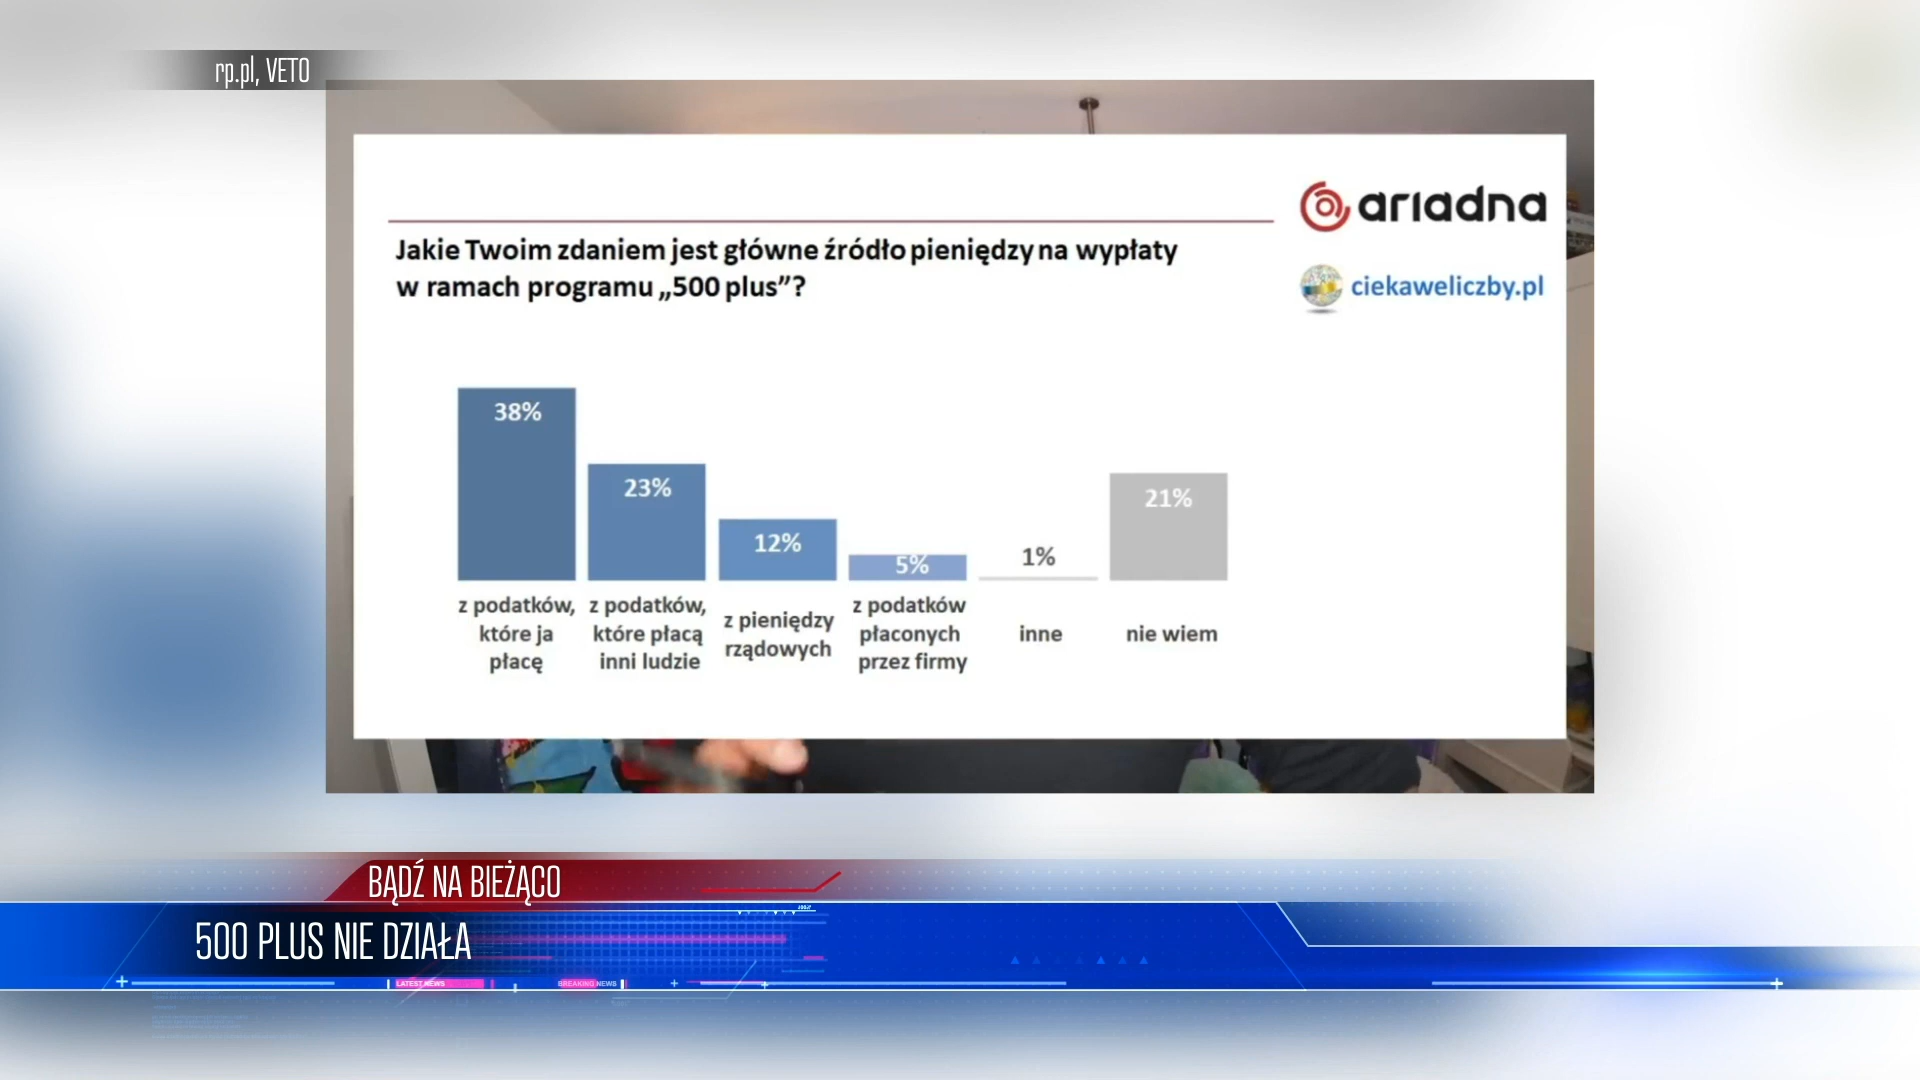 rp.pl, VETO
ariadna
Jakie Twoim zdaniem jest główne źródło pieniędzy na wypłaty
w ramach programu „500 plus”?
ciekaweliczby.pl
38%
23%
12%
5%
1%
21%
z podatków,
które ja
płacę
z podatków,
które płacą
inni ludzie
z pieniędzy
rządowych
z podatków
płaconych
przez firmy
inne
nie wiem
BĄDŹ NA BIEŻĄCO
500 PLUS NIE DZIAŁA
LATEST NEWS
BREAKING NEWS